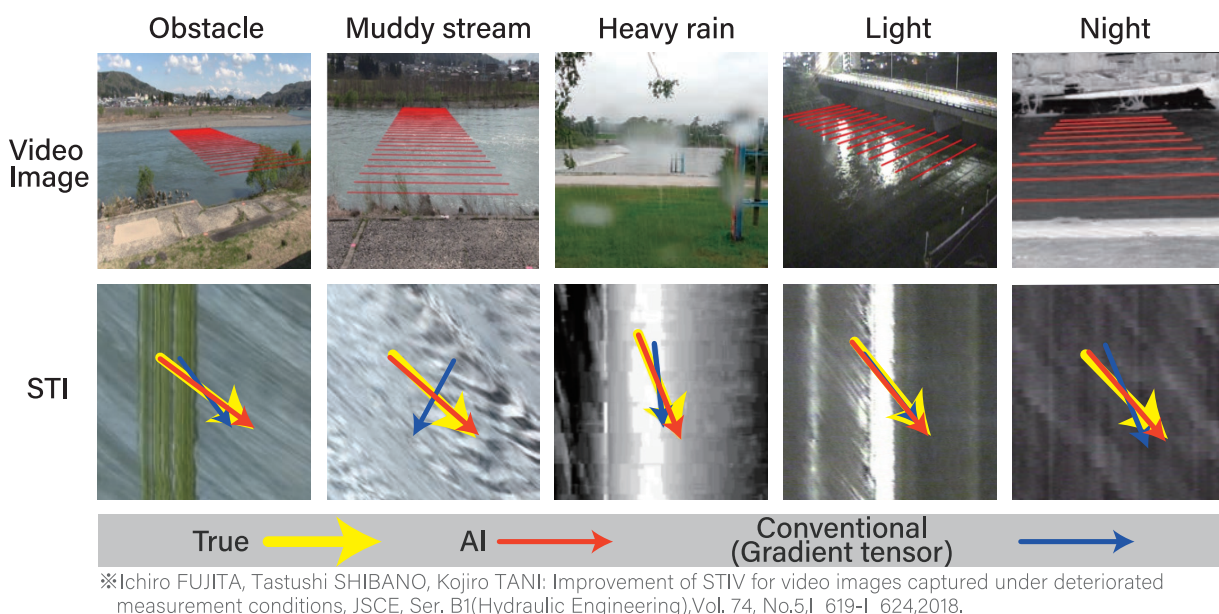 Obstacle
Muddy stream
Heavy rain
Light
Night
Video
Image
STI
True
AI
Conventional
(Gradient tensor)
※Ichiro FUJITA, Tastushi SHIBANO, Kojiro TANI: Improvement of STIV for video images captured under deteriorated
measurement conditions, JSCE, Ser. B1(Hydraulic Engineering),Vol. 74, No.5,I_619-I_624,2018.